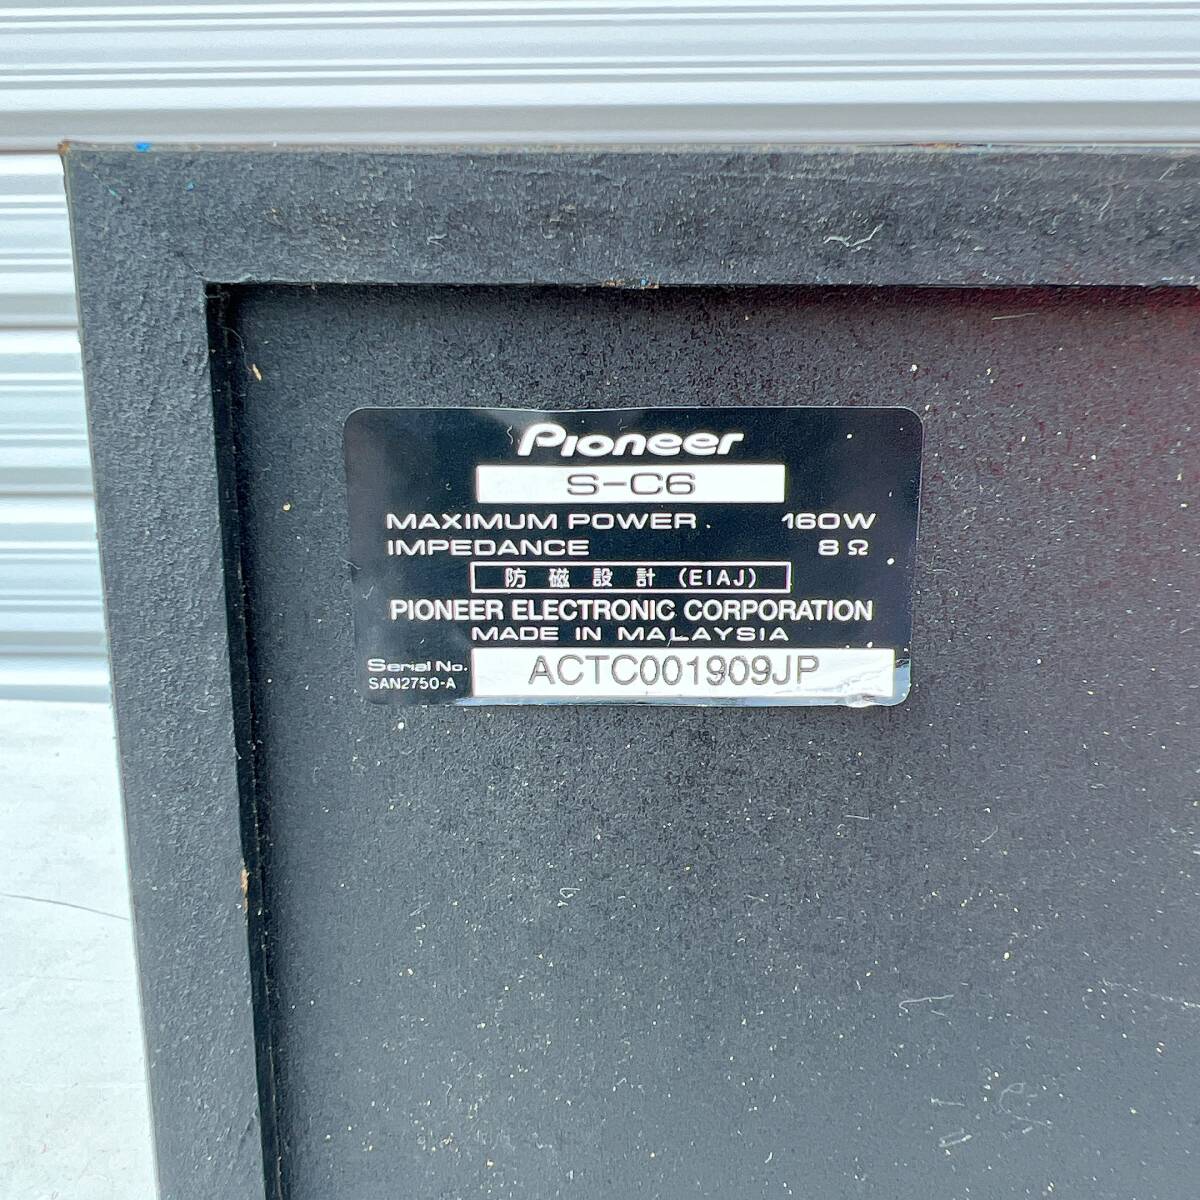 Pioneer
S-C6
MAXIMUM POWER. 160W
IMPEDANCE 8Ω
防磁設計(EIAJ)
PIONEER ELECTRONIC CORPORATION
MADE IN MALAYSIA
Serial No. ACTC001909JP
SAN2750-A